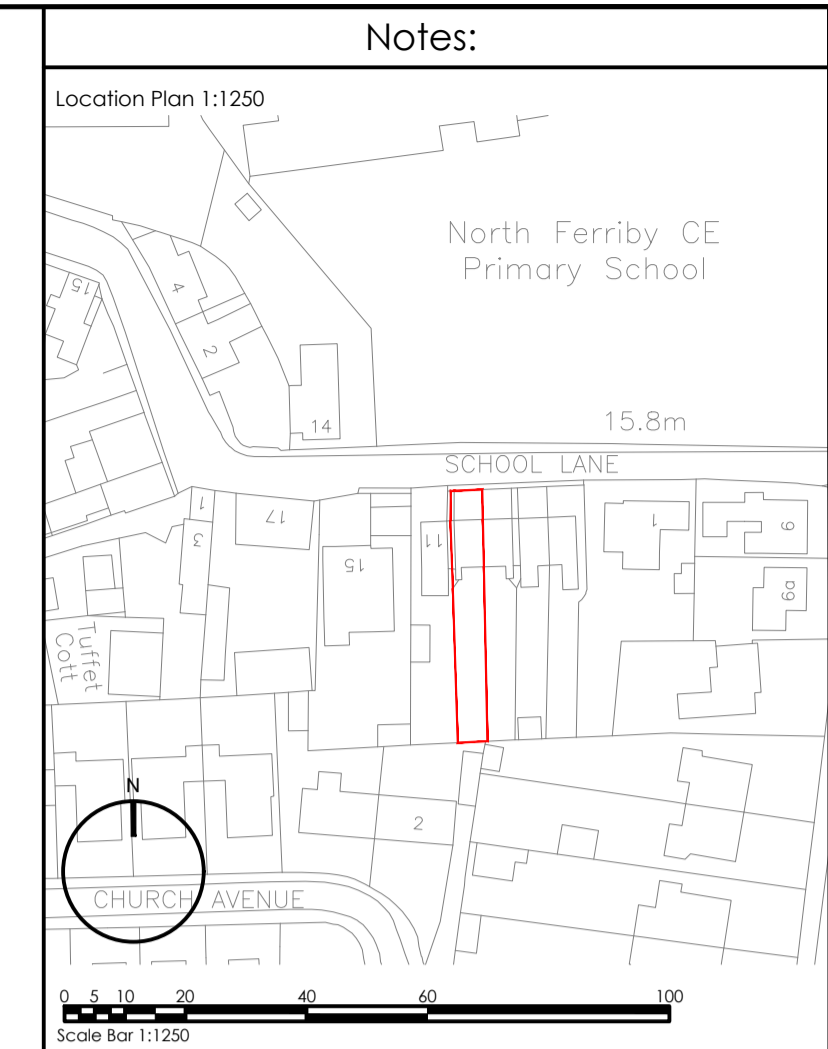 Notes:
Location Plan 1:1250
North Ferriby CE
Primary School
15
4
2
14
15.8m
SCHOOL LANE
1
3
17
15
11
1
9
9a
Tuffet
Cott
N
2
CHURCH AVENUE
0 5 10 20 40 60 100
Scale Bar 1:1250